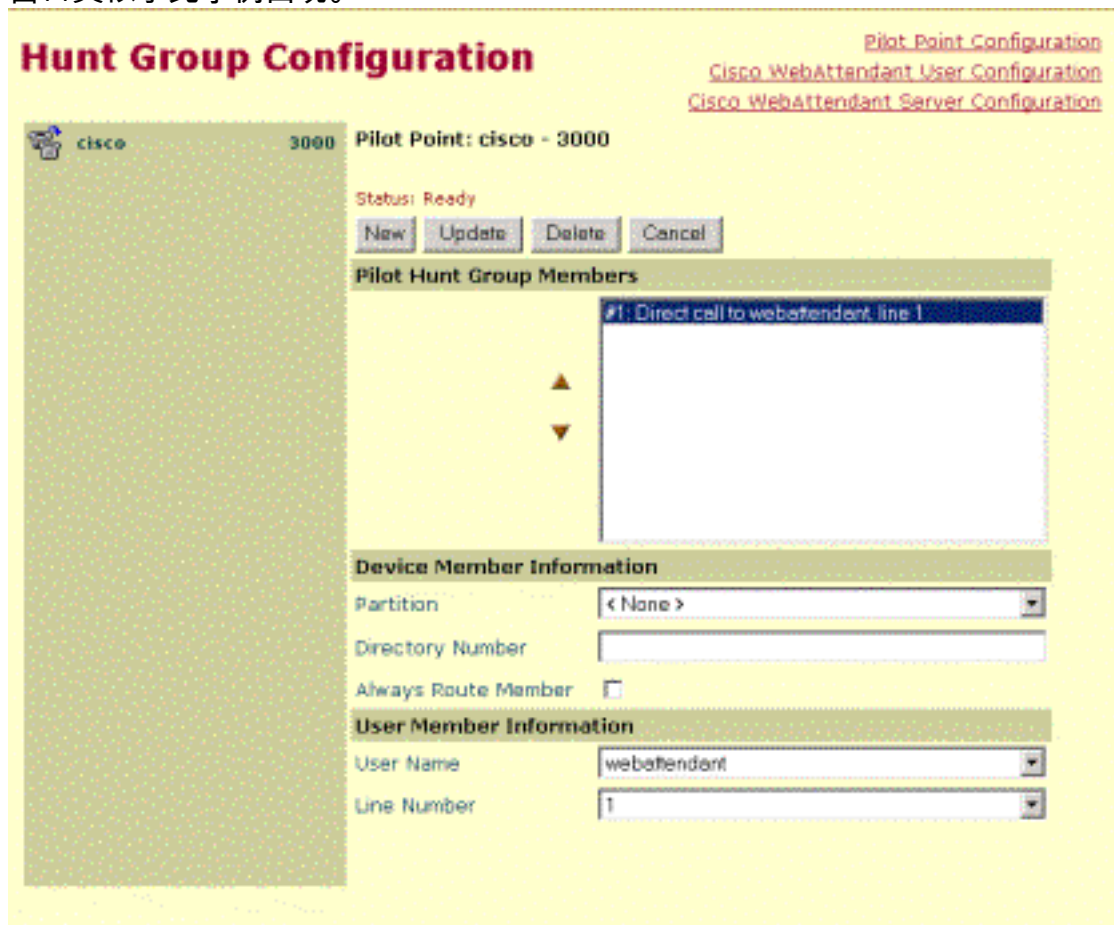 Hunt Group Configuration
Pilot Point Configuration
Cisco WebAttendant User Configuration
Cisco WebAttendant Server Configuration
cisco 3000
Pilot Point: cisco - 3000
Status: Ready
New Update Delete Cancel
Pilot Hunt Group Members
#1: Direct call to webattendant, line 1
Device Member Information
Partition < None >
Directory Number
Always Route Member
User Member Information
User Name webattendant
Line Number 1